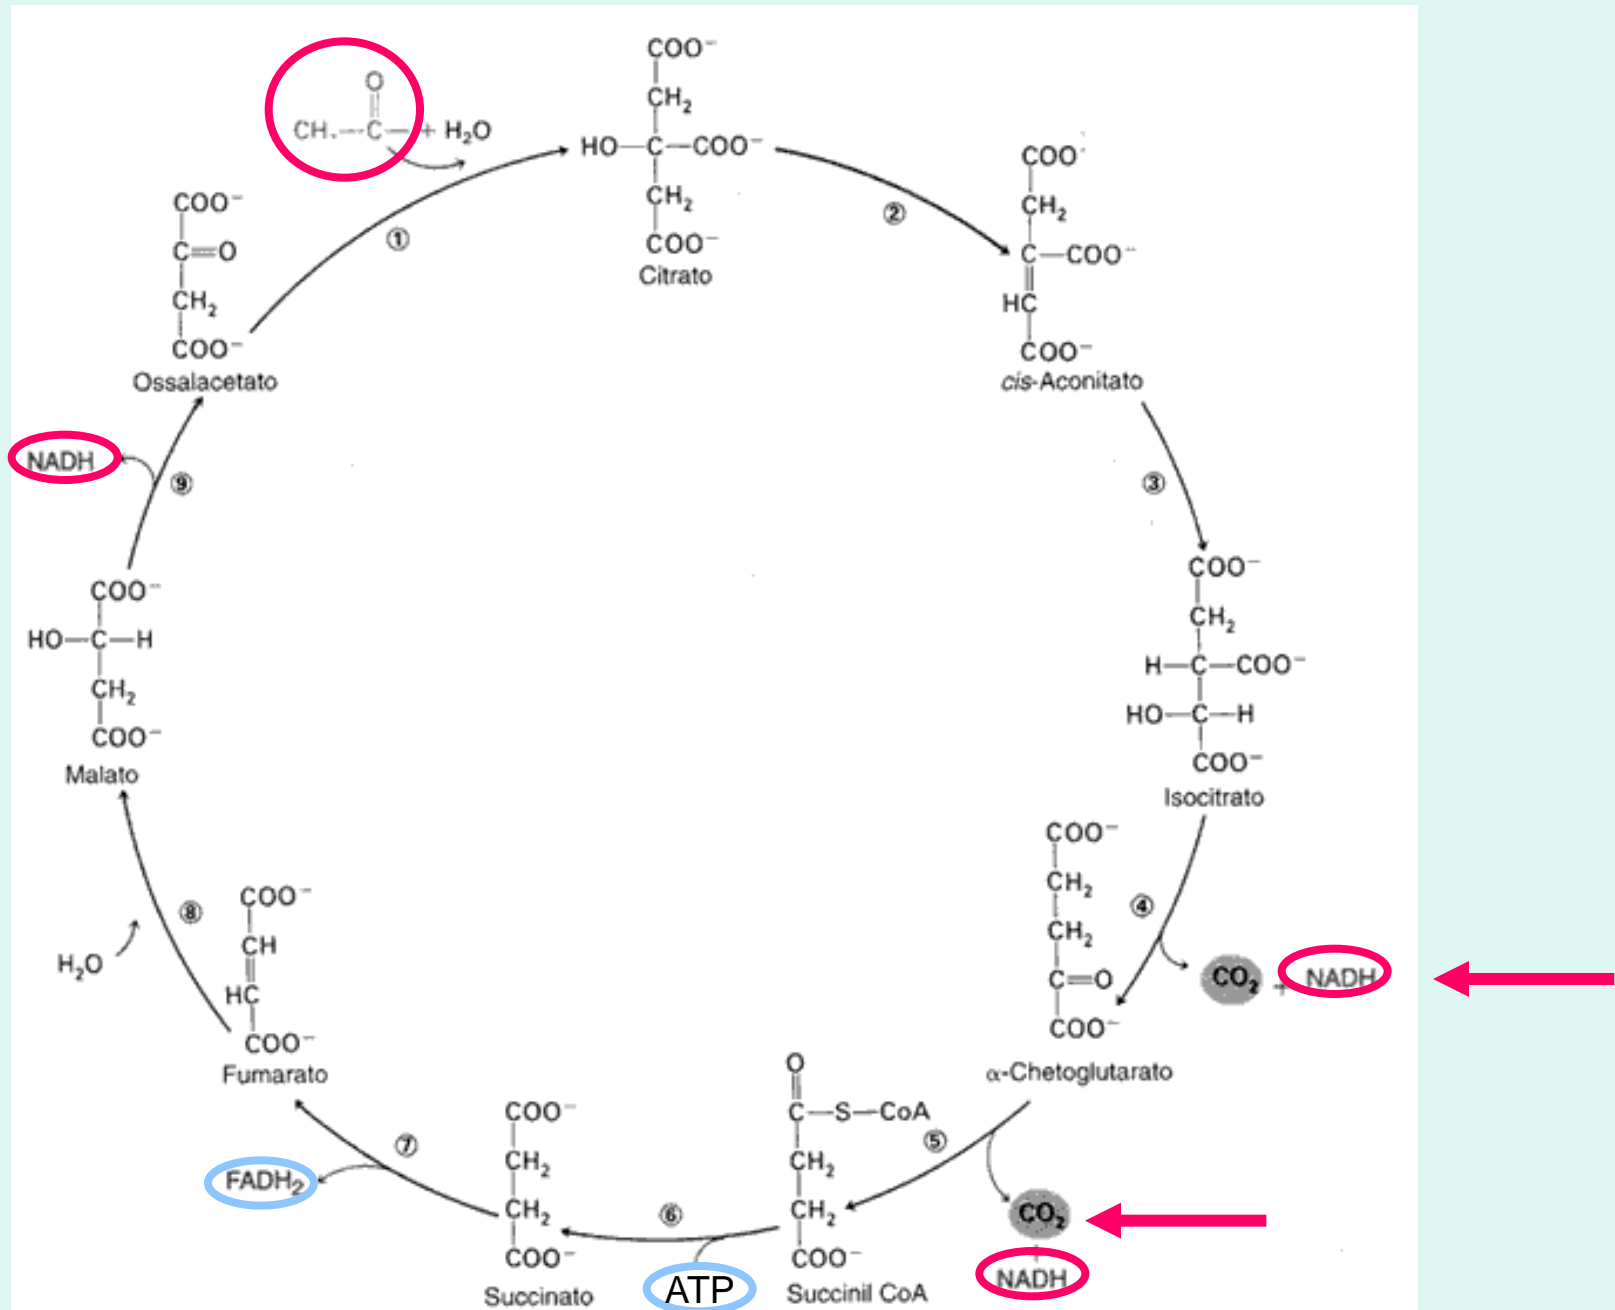 O
CH
C
+ H₂O
COO⁻
CH₂
HO—C—COO⁻
CH₂
COO⁻
Citrato
①
②
COO⁻
CH₂
C—COO⁻
HC
COO⁻
cis-Aconitato
③
COO⁻
CH₂
H—C—COO⁻
HO—C—H
COO⁻
Isocitrato
④
CO₂ + NADH
COO⁻
CH₂
CH₂
C=O
COO⁻
α-Chetoglutarato
⑤
CO₂
+
NADH
O
C—S—CoA
CH₂
CH₂
COO⁻
Succinil CoA
⑥
ATP
COO⁻
CH₂
CH₂
COO⁻
Succinato
⑦
FADH₂
COO⁻
CH
HC
COO⁻
Fumarato
⑧
H₂O
COO⁻
HO—C—H
CH₂
COO⁻
Malato
⑨
NADH
COO⁻
C=O
CH₂
COO⁻
Ossalacetato